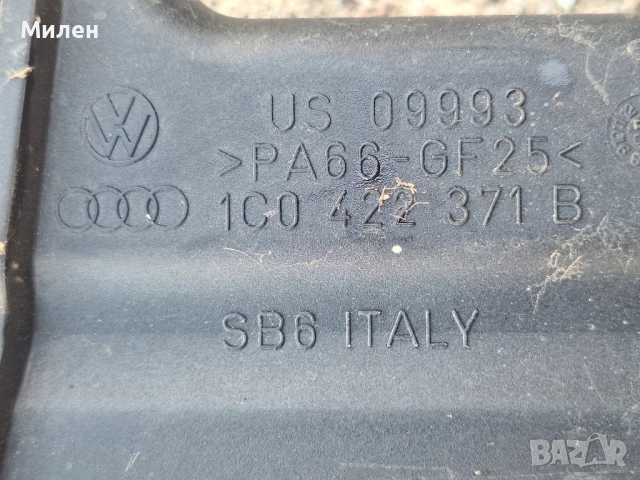 Милен
US 09993
>PA66-GF25<
1C0 422 371 B
SB6 ITALY
BAZAR